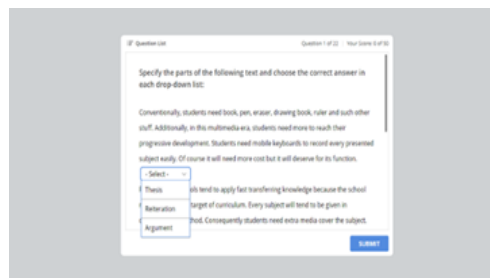 Question List
Question 1 of 22
Your Score: 0 of 50
Specify the parts of the following text and choose the correct answer in
each drop-down list:
Conventionally, students need book, pen, eraser, drawing book, ruler and such other
stuff. Additionally, in this multimedia era, students need more to reach their
progressive development. Students need mobile keyboards to record every presented
subject easily. Of course it will need more cost but it will deserve for its function.
- Select -
Thesis
Reiteration
Argument
ols tend to apply fast transferring knowledge because the school
target of curriculum. Every subject will tend to be given in
thod. Consequently students need extra media cover the subject.
SUBMIT